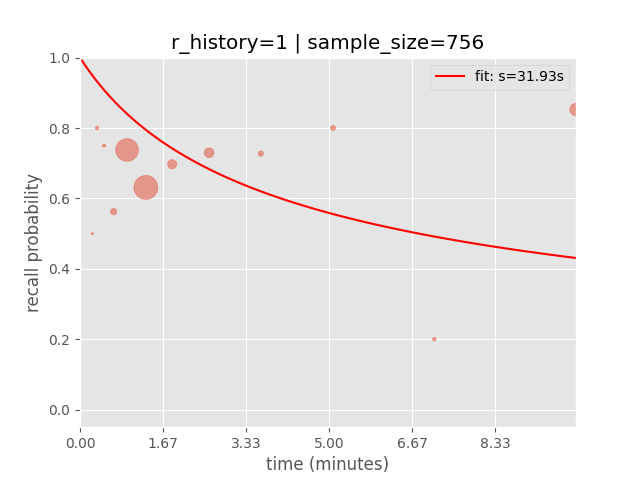 r_history=1 | sample_size=756
fit: s=31.93s
recall probability
1.0
0.8
0.6
0.4
0.2
0.0
0.00 1.67 3.33 5.00 6.67 8.33
time (minutes)